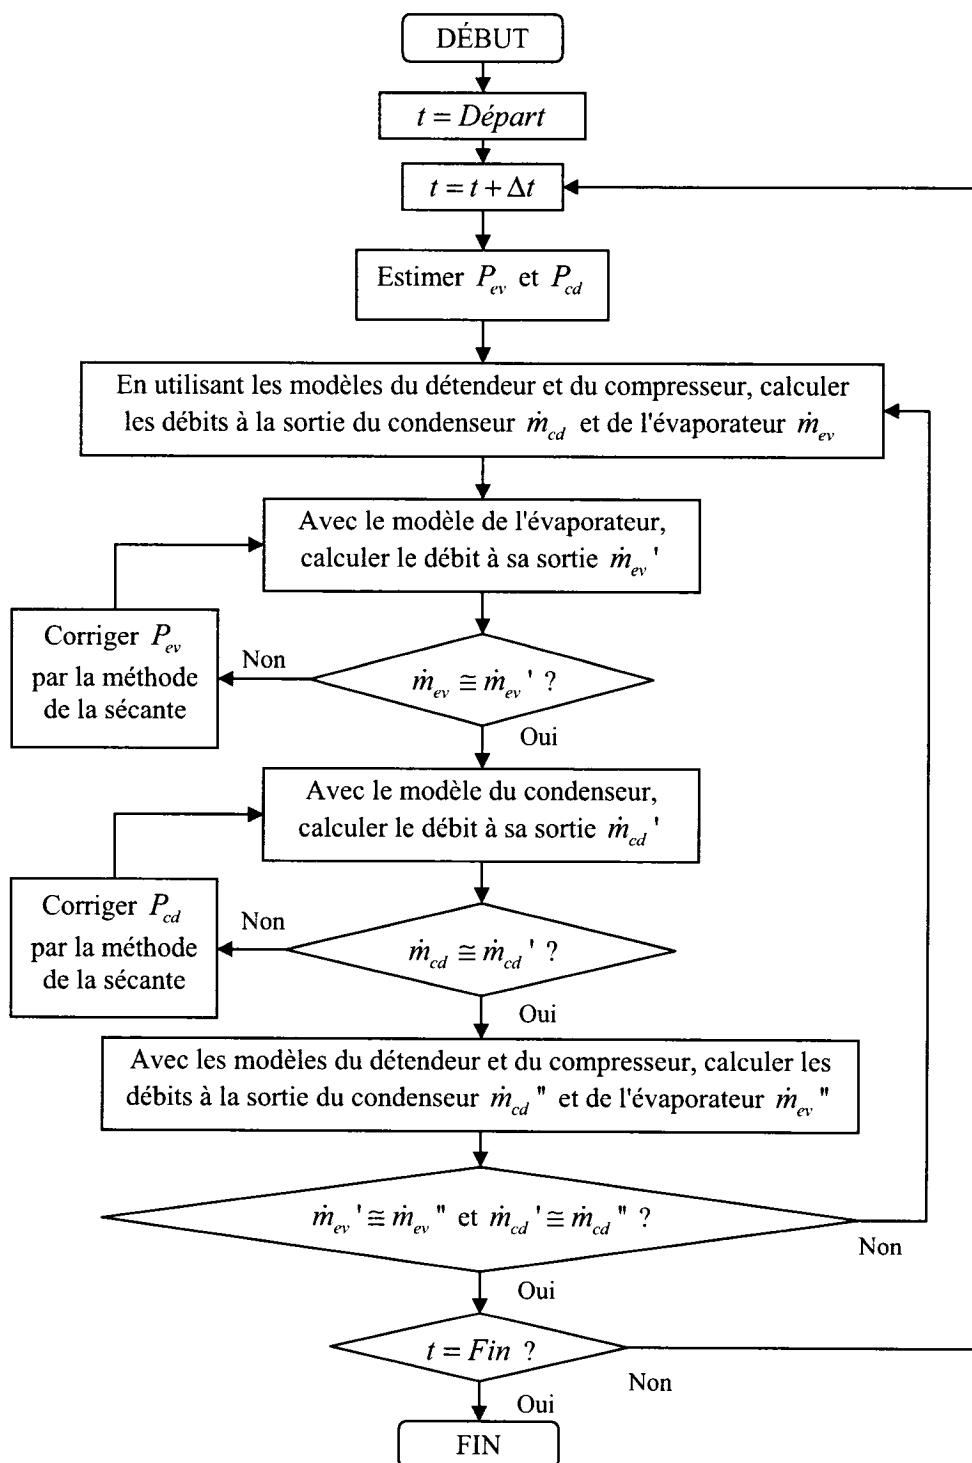 DÉBUT
t = Départ
t = t + Δt
Estimer P_ev et P_cd
En utilisant les modèles du détendeur et du compresseur, calculer
les débits à la sortie du condenseur ṁ_cd et de l'évaporateur ṁ_ev
Avec le modèle de l'évaporateur,
calculer le débit à sa sortie ṁ_ev '
Corriger P_ev
par la méthode
de la sécante
Non
ṁ_ev ≅ ṁ_ev ' ?
Oui
Avec le modèle du condenseur,
calculer le débit à sa sortie ṁ_cd '
Corriger P_cd
par la méthode
de la sécante
Non
ṁ_cd ≅ ṁ_cd ' ?
Oui
Avec les modèles du détendeur et du compresseur, calculer les
débits à la sortie du condenseur ṁ_cd " et de l'évaporateur ṁ_ev "
ṁ_ev ' ≅ ṁ_ev " et ṁ_cd ' ≅ ṁ_cd " ?
Non
Oui
t = Fin ?
Non
Oui
FIN